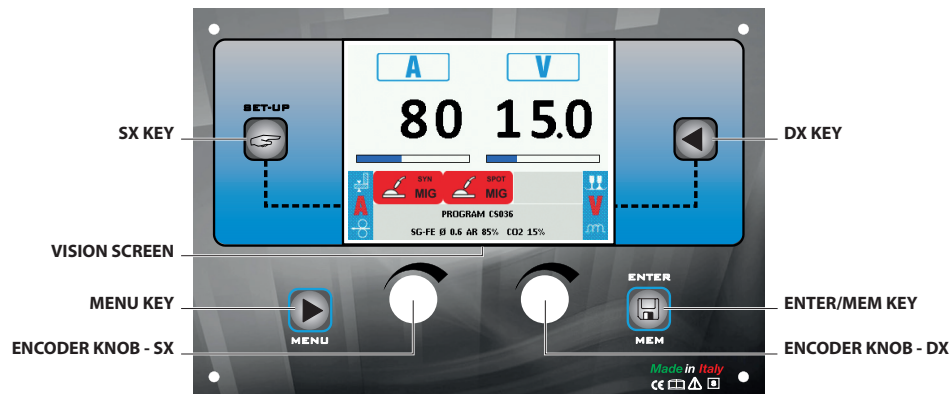 A V
80 15.0
SET-UP
SX KEY
DX KEY
SYN MIG
SPOT MIG
A
V
PROGRAM CS036
SG-FE Ø 0.6 AR 85% CO2 15%
VISION SCREEN
ENTER
MENU KEY
ENTER/MEM KEY
MENU
MEM
ENCODER KNOB - SX
ENCODER KNOB - DX
Made in Italy
CE